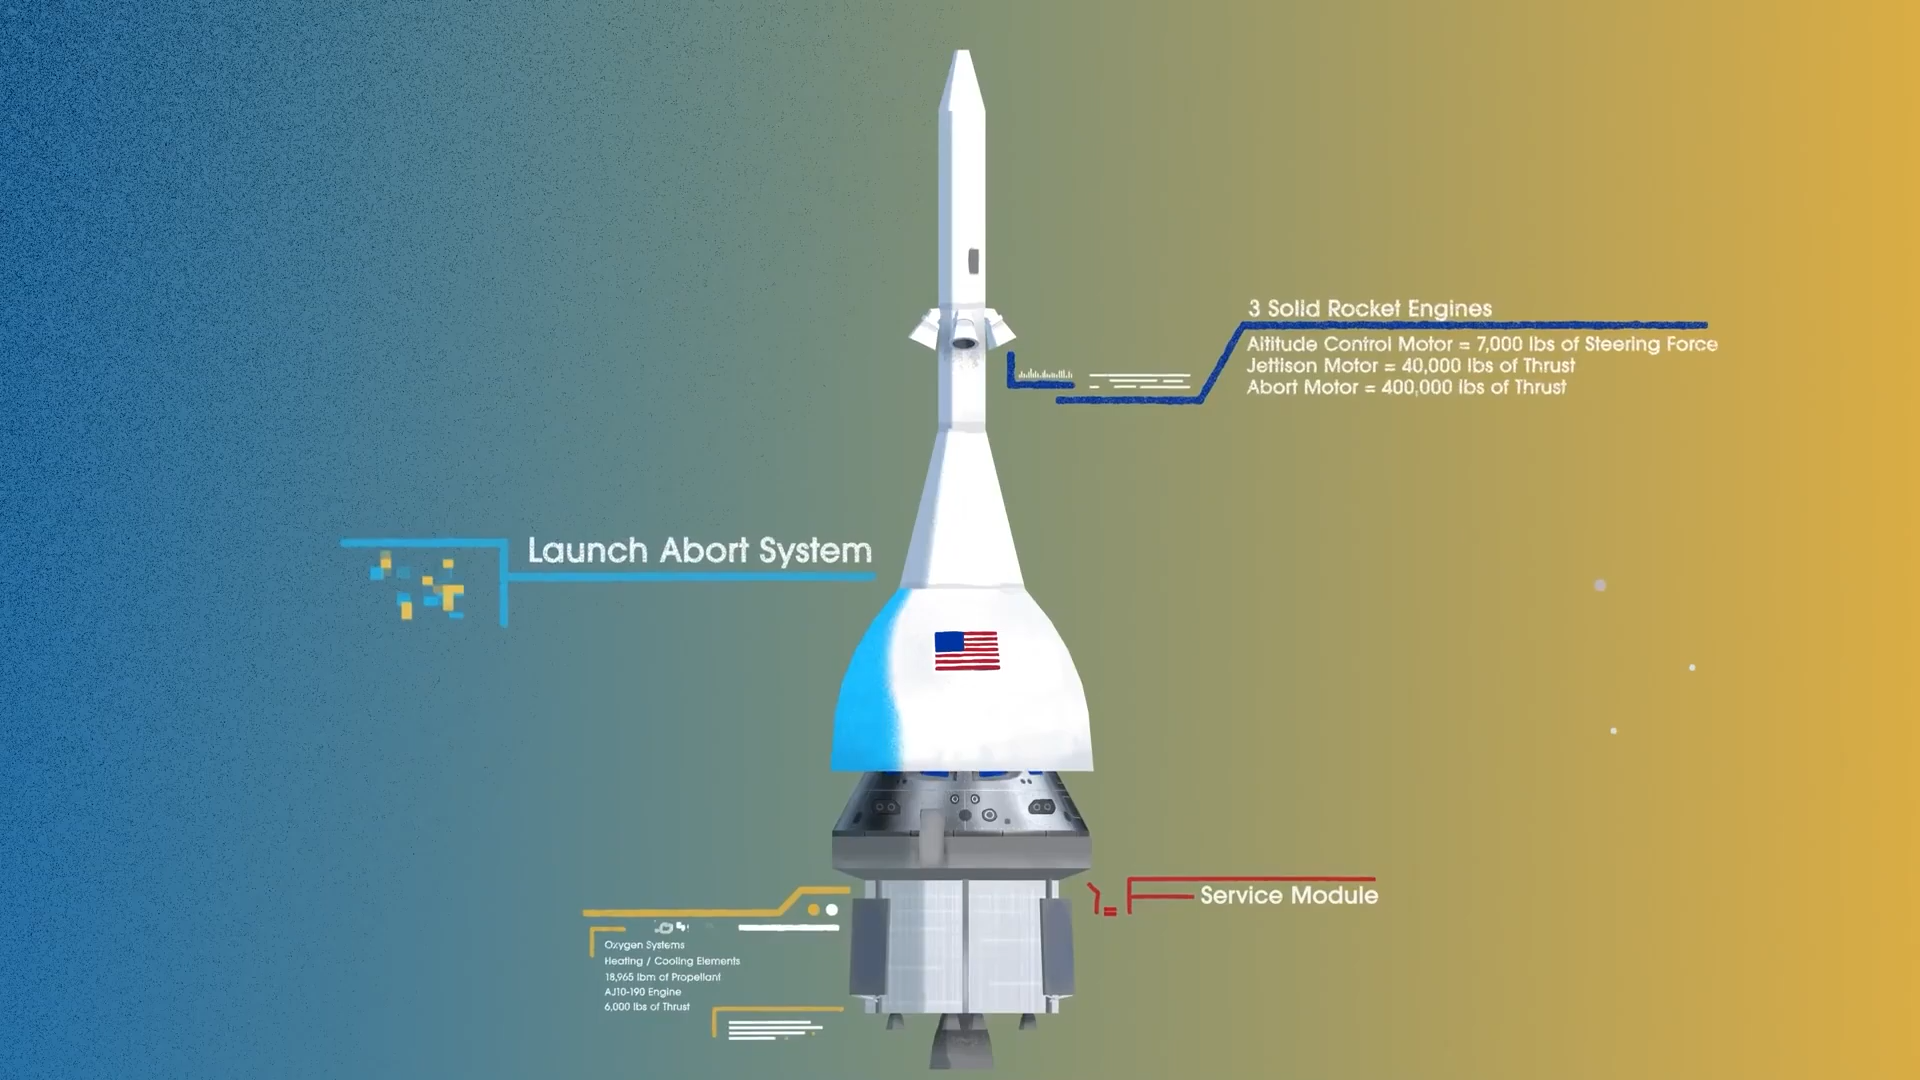 3 Solid Rocket Engines
Altitude Control Motor = 7,000 lbs of Steering Force
Jettison Motor = 40,000 lbs of Thrust
Abort Motor = 400,000 lbs of Thrust
Launch Abort System
Service Module
Oxygen Systems
Heating / Cooling Elements
18,965 lbm of Propellant
AJ10-190 Engine
6,000 lbs of Thrust